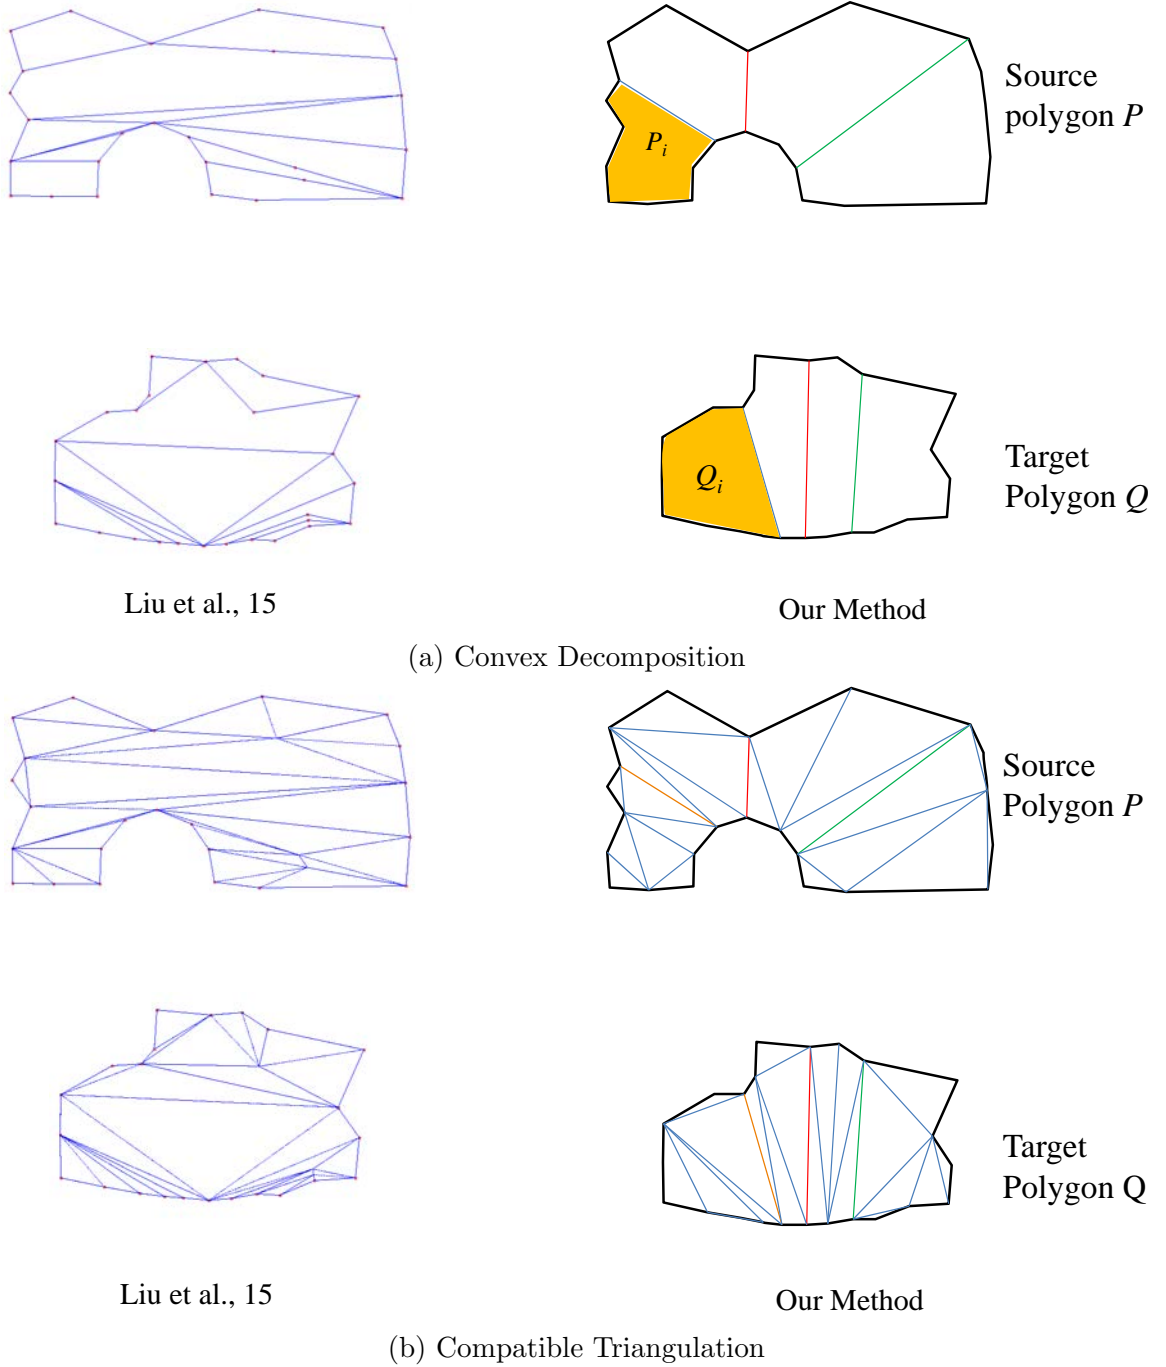 Source
polygon P
P_i
Q_i
Target
Polygon Q
Liu et al., 15
Our Method
(a) Convex Decomposition
Source
Polygon P
Target
Polygon Q
Liu et al., 15
Our Method
(b) Compatible Triangulation